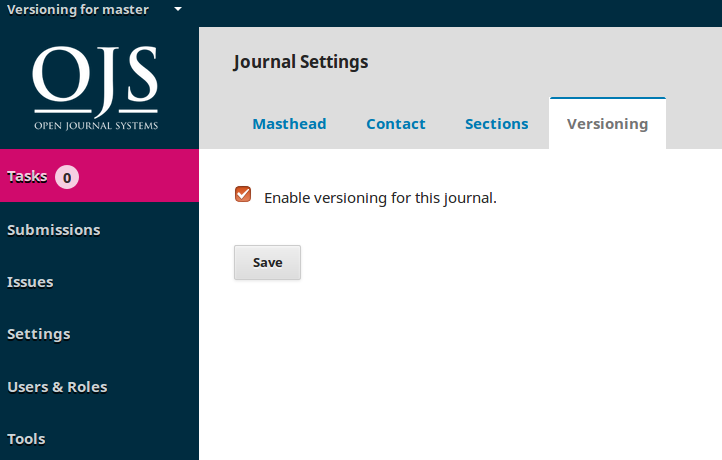 Versioning for master
OJS
OPEN JOURNAL SYSTEMS
Tasks 0
Submissions
Issues
Settings
Users & Roles
Tools
Journal Settings
Masthead Contact Sections Versioning
Enable versioning for this journal.
Save